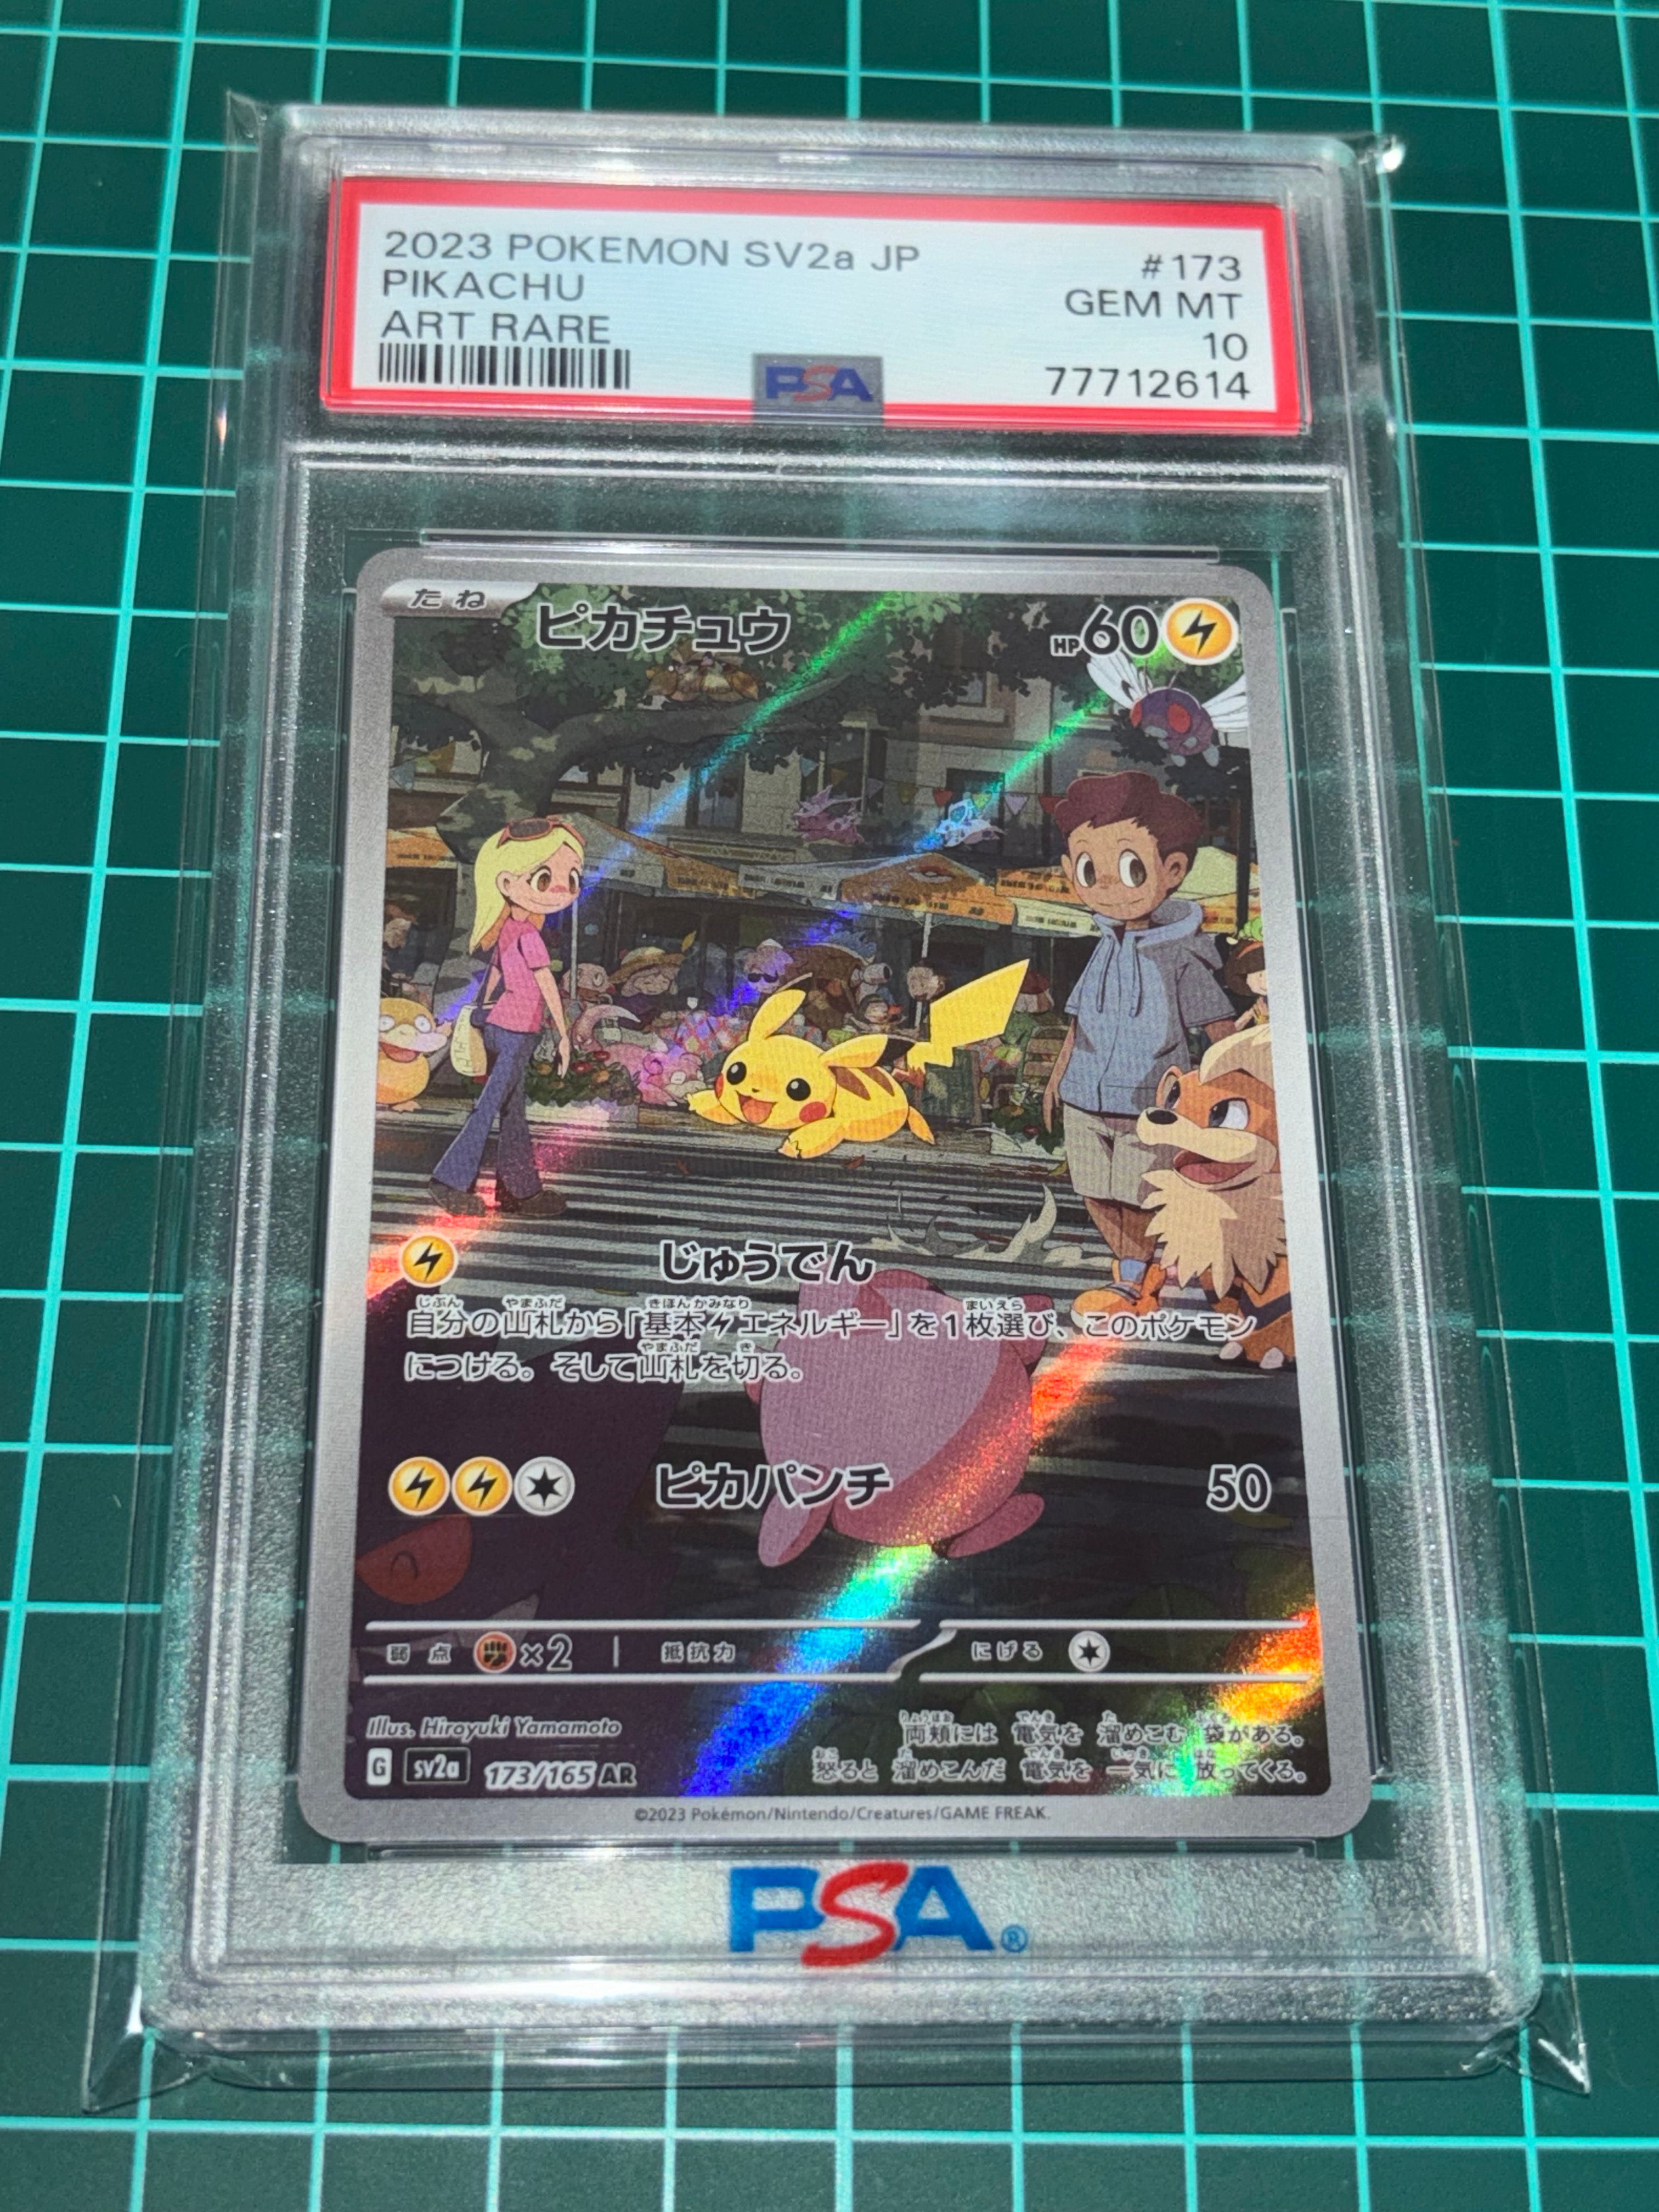 2023 POKEMON SV2a JP #173
PIKACHU GEM MT
ART RARE 10
PSA 77712614
たね ピカチュウ HP60
じゅうでん
自分の山札から「基本エネルギー」を1枚選び、このポケモン
につける。そして山札を切る。
ピカパンチ 50
弱点 ×2 抵抗力 にげる
Illus. Hiroyuki Yamamoto
両頬には 電気を 溜めこむ 袋がある。
怒ると 溜めこんだ 電気を 一気に 放ってくる。
G sv2a 173/165 AR
©2023 Pokémon/Nintendo/Creatures/GAME FREAK.
PSA®